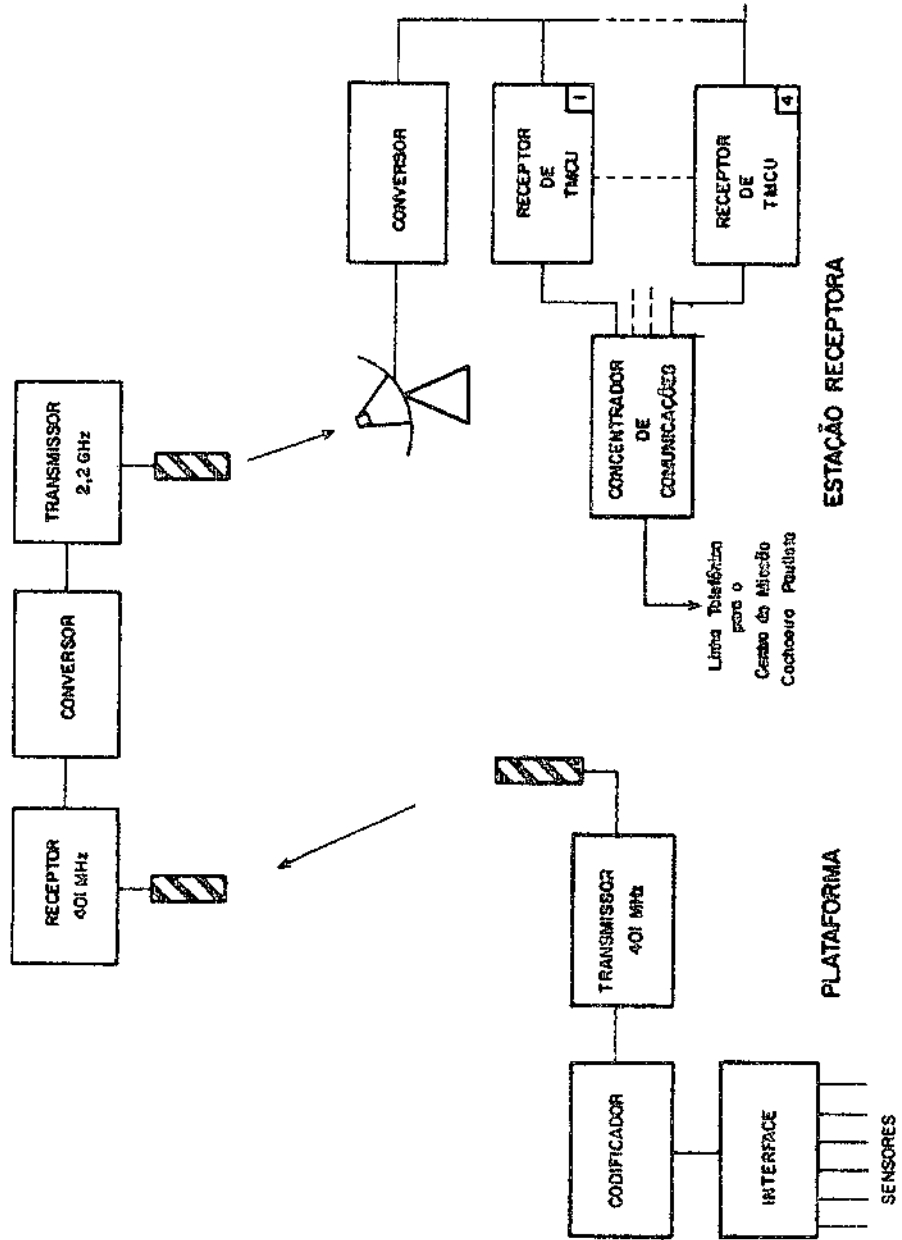 RECEPTOR
401 MHz
CONVERSOR
TRANSMISSOR
2,2 GHz
SENSORES
INTERFACE
CODIFICADOR
TRANSMISSOR
401 MHz
PLATAFORMA
CONVERSOR
RECEPTOR
DE
TMCU
1
RECEPTOR
DE
TMCU
4
CONCENTRADOR
DE
COMUNICAÇÕES
Linha Telefônica
para o
Centro de Missão
Cachoeira Paulista
ESTAÇÃO RECEPTORA